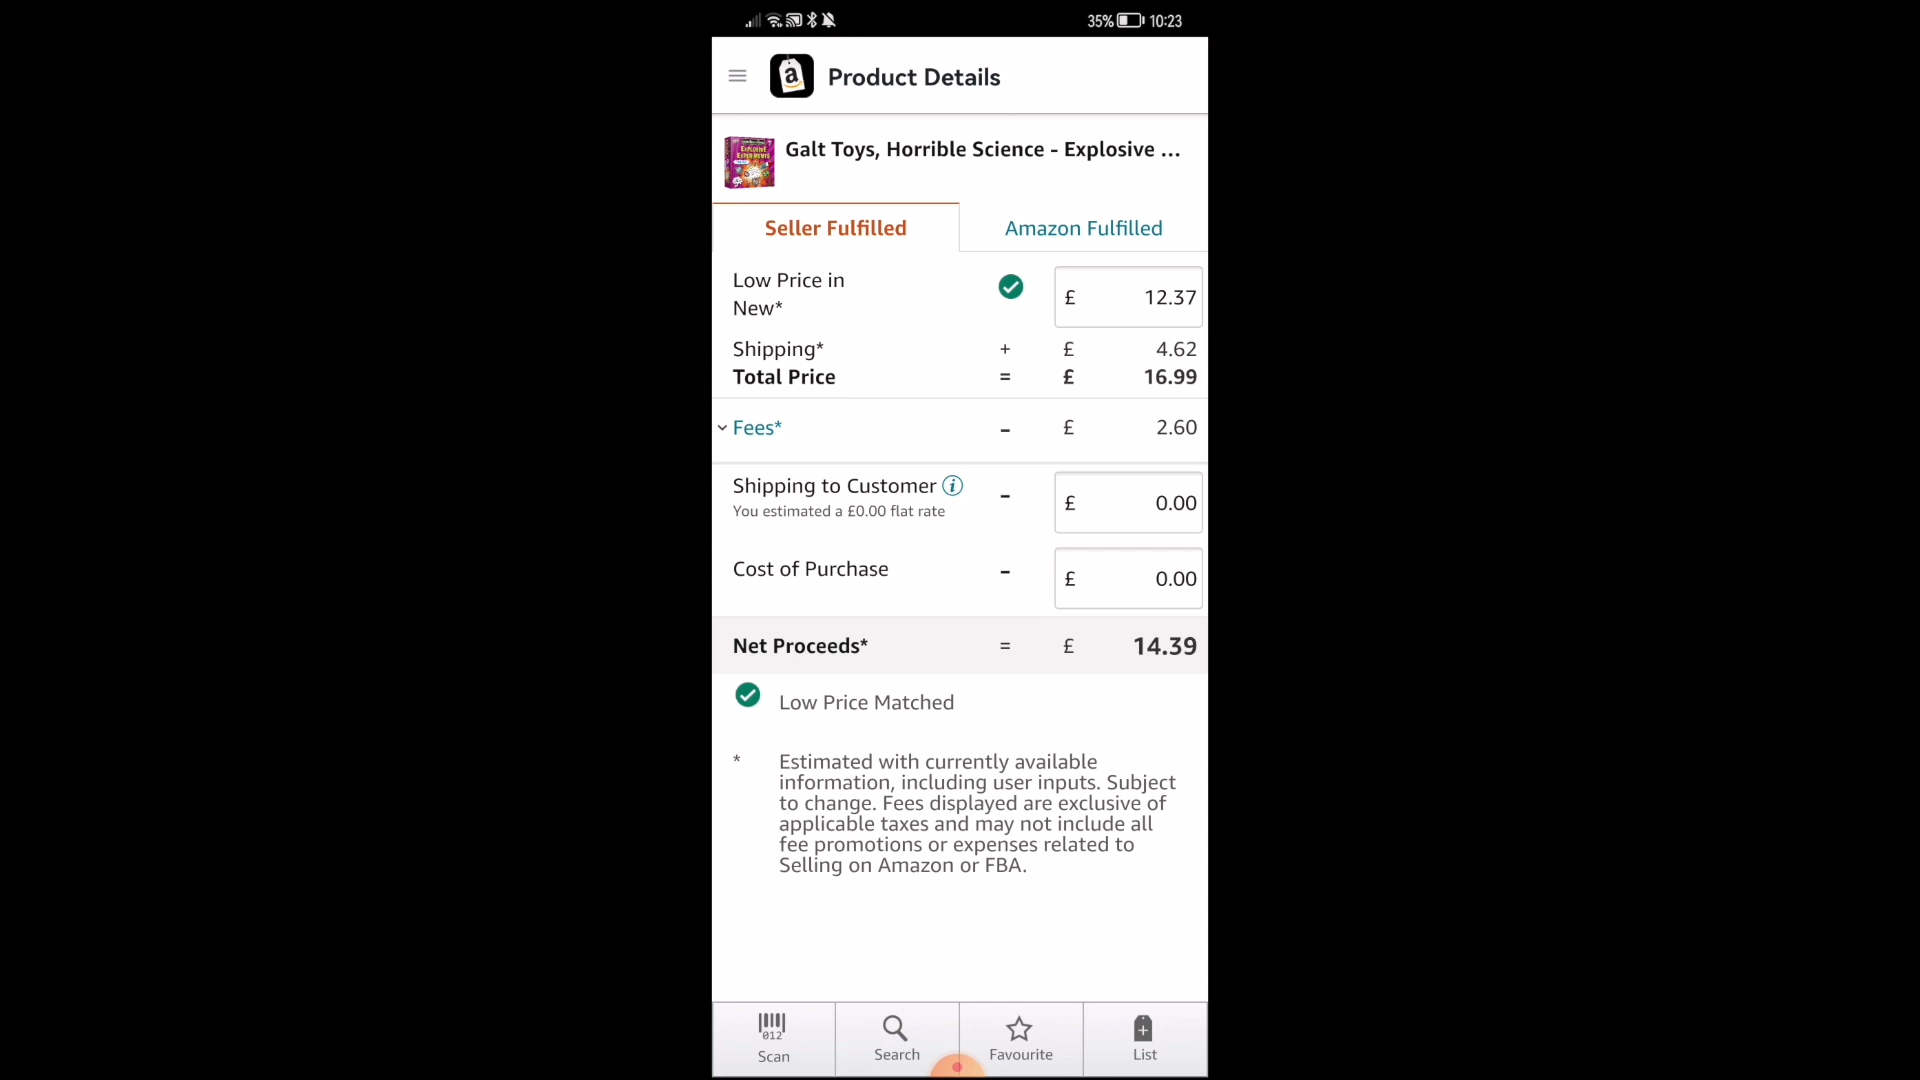 35% 10:23
a Product Details
EXPLOSIVE
EXPERIMENTS
Galt Toys, Horrible Science - Explosive ...
Seller Fulfilled Amazon Fulfilled
Low Price in
New*
£ 12.37
Shipping* + £ 4.62
Total Price = £ 16.99
Fees* - £ 2.60
Shipping to Customer i - £ 0.00
You estimated a £0.00 flat rate
Cost of Purchase - £ 0.00
Net Proceeds* = £ 14.39
Low Price Matched
* Estimated with currently available
information, including user inputs. Subject
to change. Fees displayed are exclusive of
applicable taxes and may not include all
fee promotions or expenses related to
Selling on Amazon or FBA.
012
Scan Search Favourite List